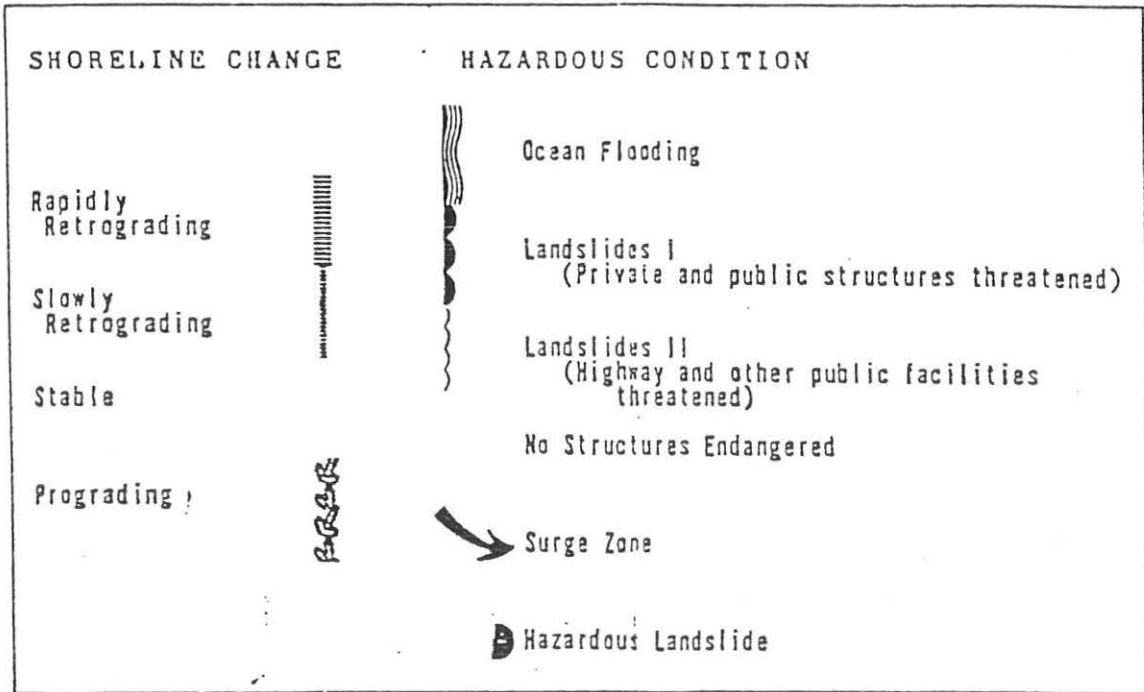 SHORELINE CHANGE
Rapidly
Retrograding
Slowly
Retrograding
Stable
Prograding
HAZARDOUS CONDITION
Ocean Flooding
Landslides I
(Private and public structures threatened)
Landslides II
(Highway and other public facilities
threatened)
No Structures Endangered
Surge Zone
Hazardous Landslide